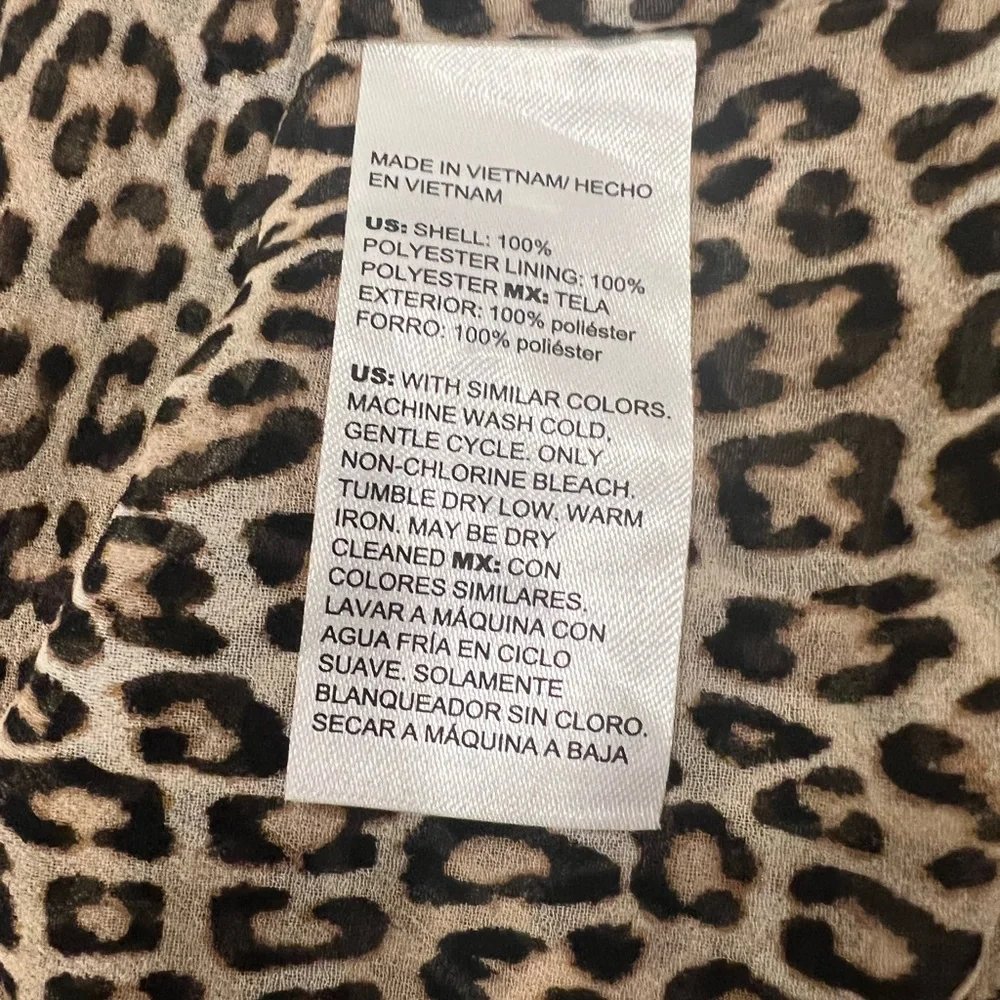 MADE IN VIETNAM/ HECHO
EN VIETNAM
US: SHELL: 100%
POLYESTER LINING: 100%
POLYESTER MX: TELA
EXTERIOR: 100% poliéster
FORRO: 100% poliéster
US: WITH SIMILAR COLORS.
MACHINE WASH COLD,
GENTLE CYCLE. ONLY
NON-CHLORINE BLEACH.
TUMBLE DRY LOW. WARM
IRON. MAY BE DRY
CLEANED MX: CON
COLORES SIMILARES.
LAVAR A MÁQUINA CON
AGUA FRÍA EN CICLO
SUAVE. SOLAMENTE
BLANQUEADOR SIN CLORO.
SECAR A MÁQUINA A BAJA